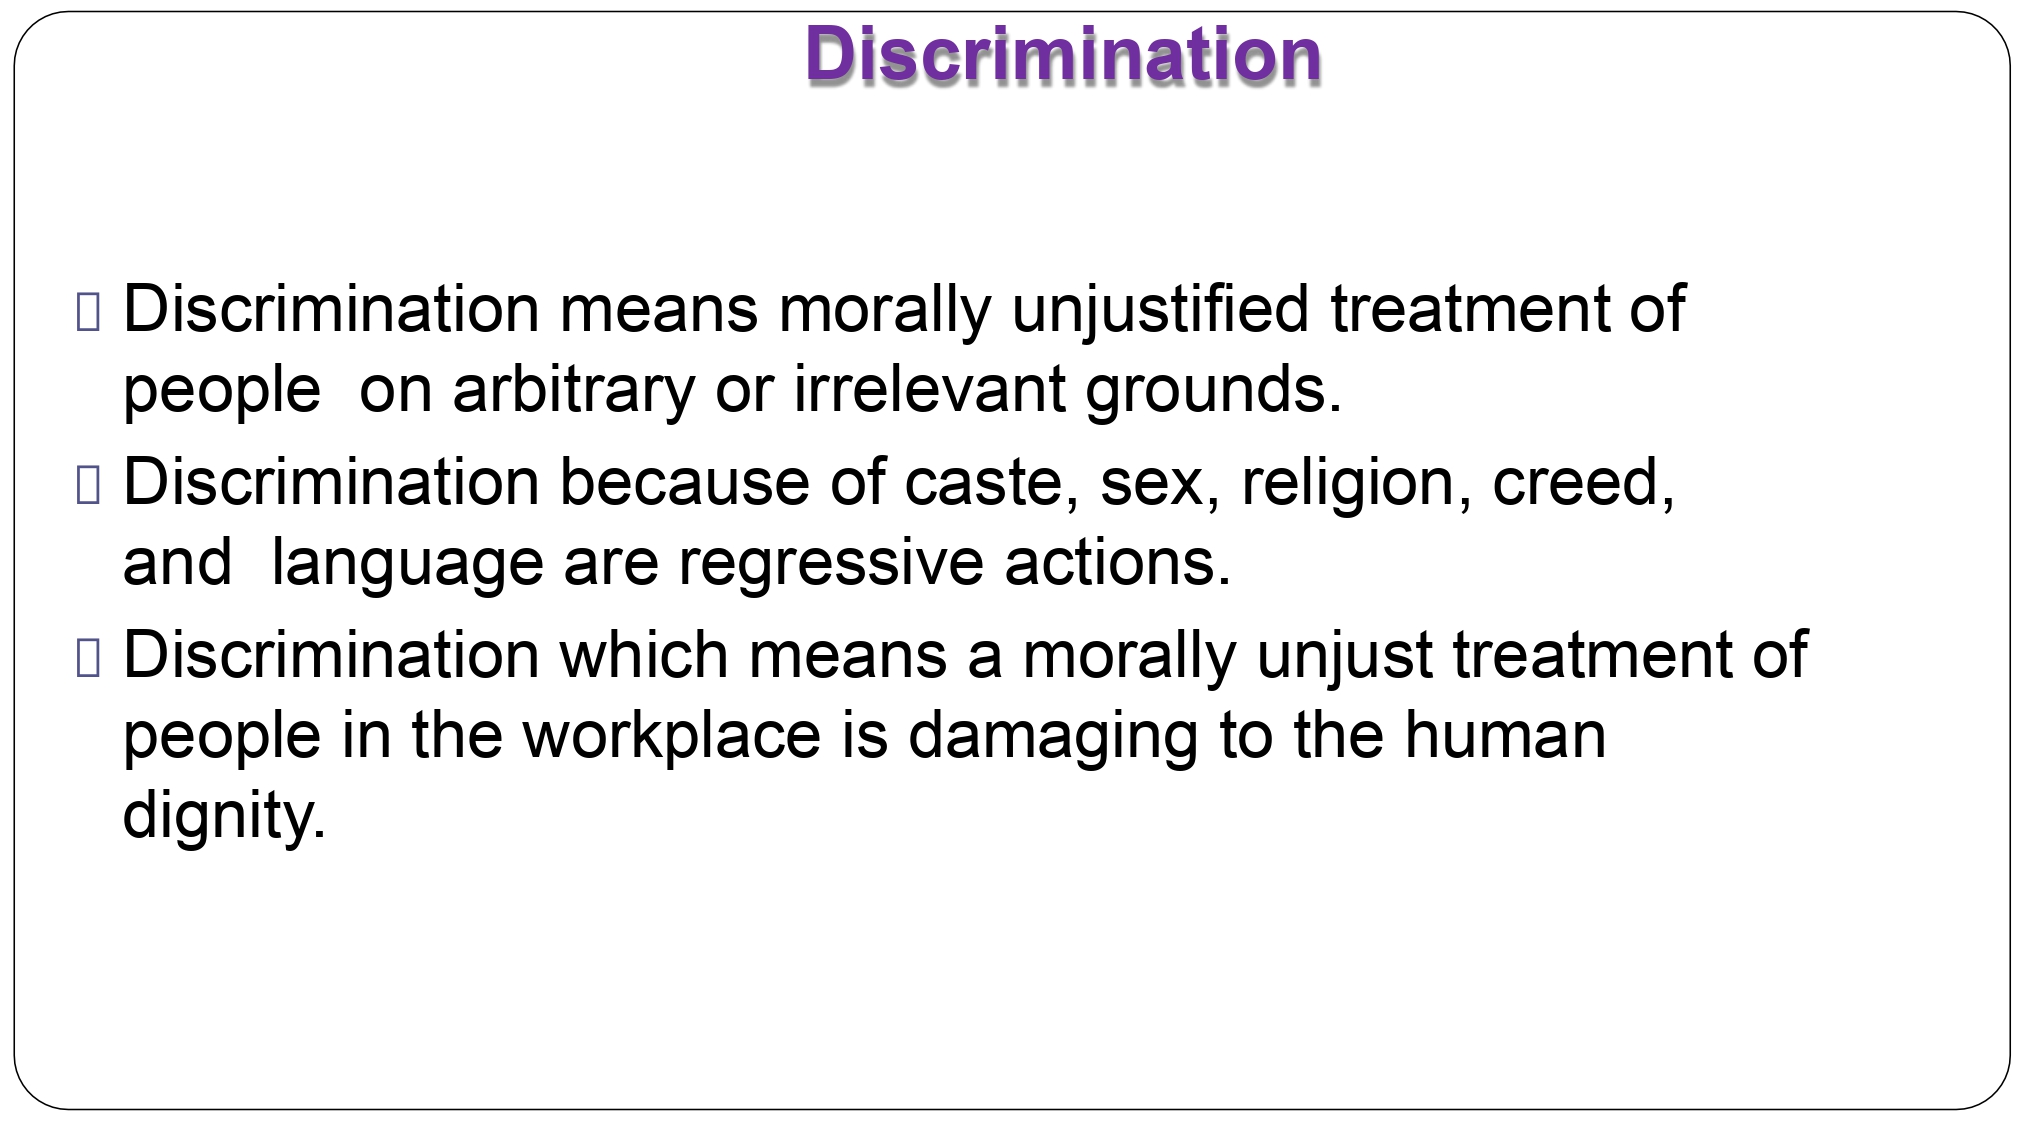 Discrimination
Discrimination means morally unjustified treatment of
people  on arbitrary or irrelevant grounds.
Discrimination because of caste, sex, religion, creed,
and  language are regressive actions.
Discrimination which means a morally unjust treatment of
people in the workplace is damaging to the human
dignity.